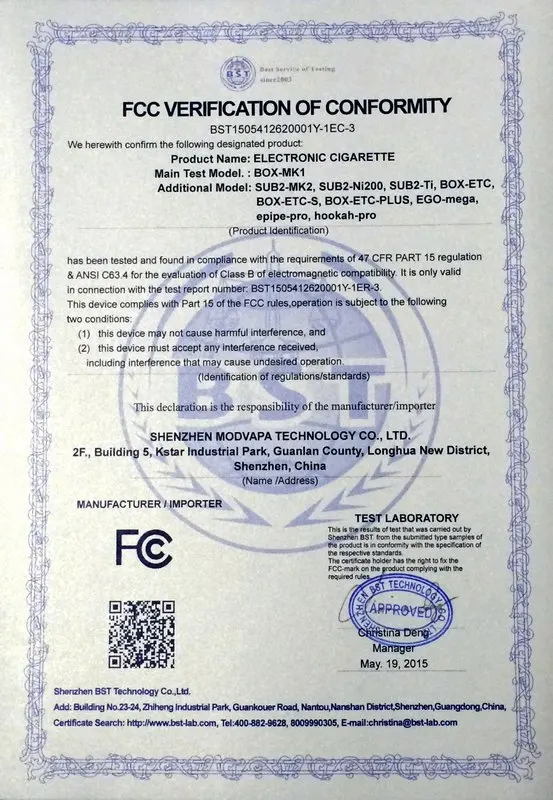 BST
Best Service of Testing
since2003
FCC VERIFICATION OF CONFORMITY
BST1505412620001Y-1EC-3
We herewith confirm the following designated product:
Product Name: ELECTRONIC CIGARETTE
Main Test Model. : BOX-MK1
Additional Model: SUB2-MK2, SUB2-Ni200, SUB2-Ti, BOX-ETC,
BOX-ETC-S, BOX-ETC-PLUS, EGO-mega,
epipe-pro, hookah-pro
(Product Identification)
has been tested and found in compliance with the requirements of 47 CFR PART 15 regulation
& ANSI C63.4 for the evaluation of Class B of electromagnetic compatibility. It is only valid
in connection with the test report number: BST1505412620001Y-1ER-3.
This device complies with Part 15 of the FCC rules,operation is subject to the following
two conditions:
(1) this device may not cause harmful interference, and
(2) this device must accept any interference received,
including interference that may cause undesired operation.
(Identification of regulations/standards)
BST
This declaration is the responsibility of the manufacturer/importer
SHENZHEN MODVAPA TECHNOLOGY CO., LTD.
2F., Building 5, Kstar Industrial Park, Guanlan County, Longhua New District,
Shenzhen, China
(Name /Address)
MANUFACTURER / IMPORTER
FCC
TEST LABORATORY
This is the results of test that was carried out by
Shenzhen BST. from the submitted type samples of
the product is in conformity with the specification of
the respective standards.
The certificate holder has the right to fix the
FCC-mark on the product complying with the
required rules.
SHENZHEN BST TECHNOLOGY CO., LTD.
APPROVED
Christina Deng
Manager
May. 19, 2015
Shenzhen BST Technology Co.,Ltd.
Add: Building No.23-24, Zhiheng Industrial Park, Guankouer Road, Nantou,Nanshan District,Shenzhen,Guangdong,China,
Certificate Search: http://www.bst-lab.com, Tel:400-882-9628, 8009990305, E-mail:christina@bst-lab.com